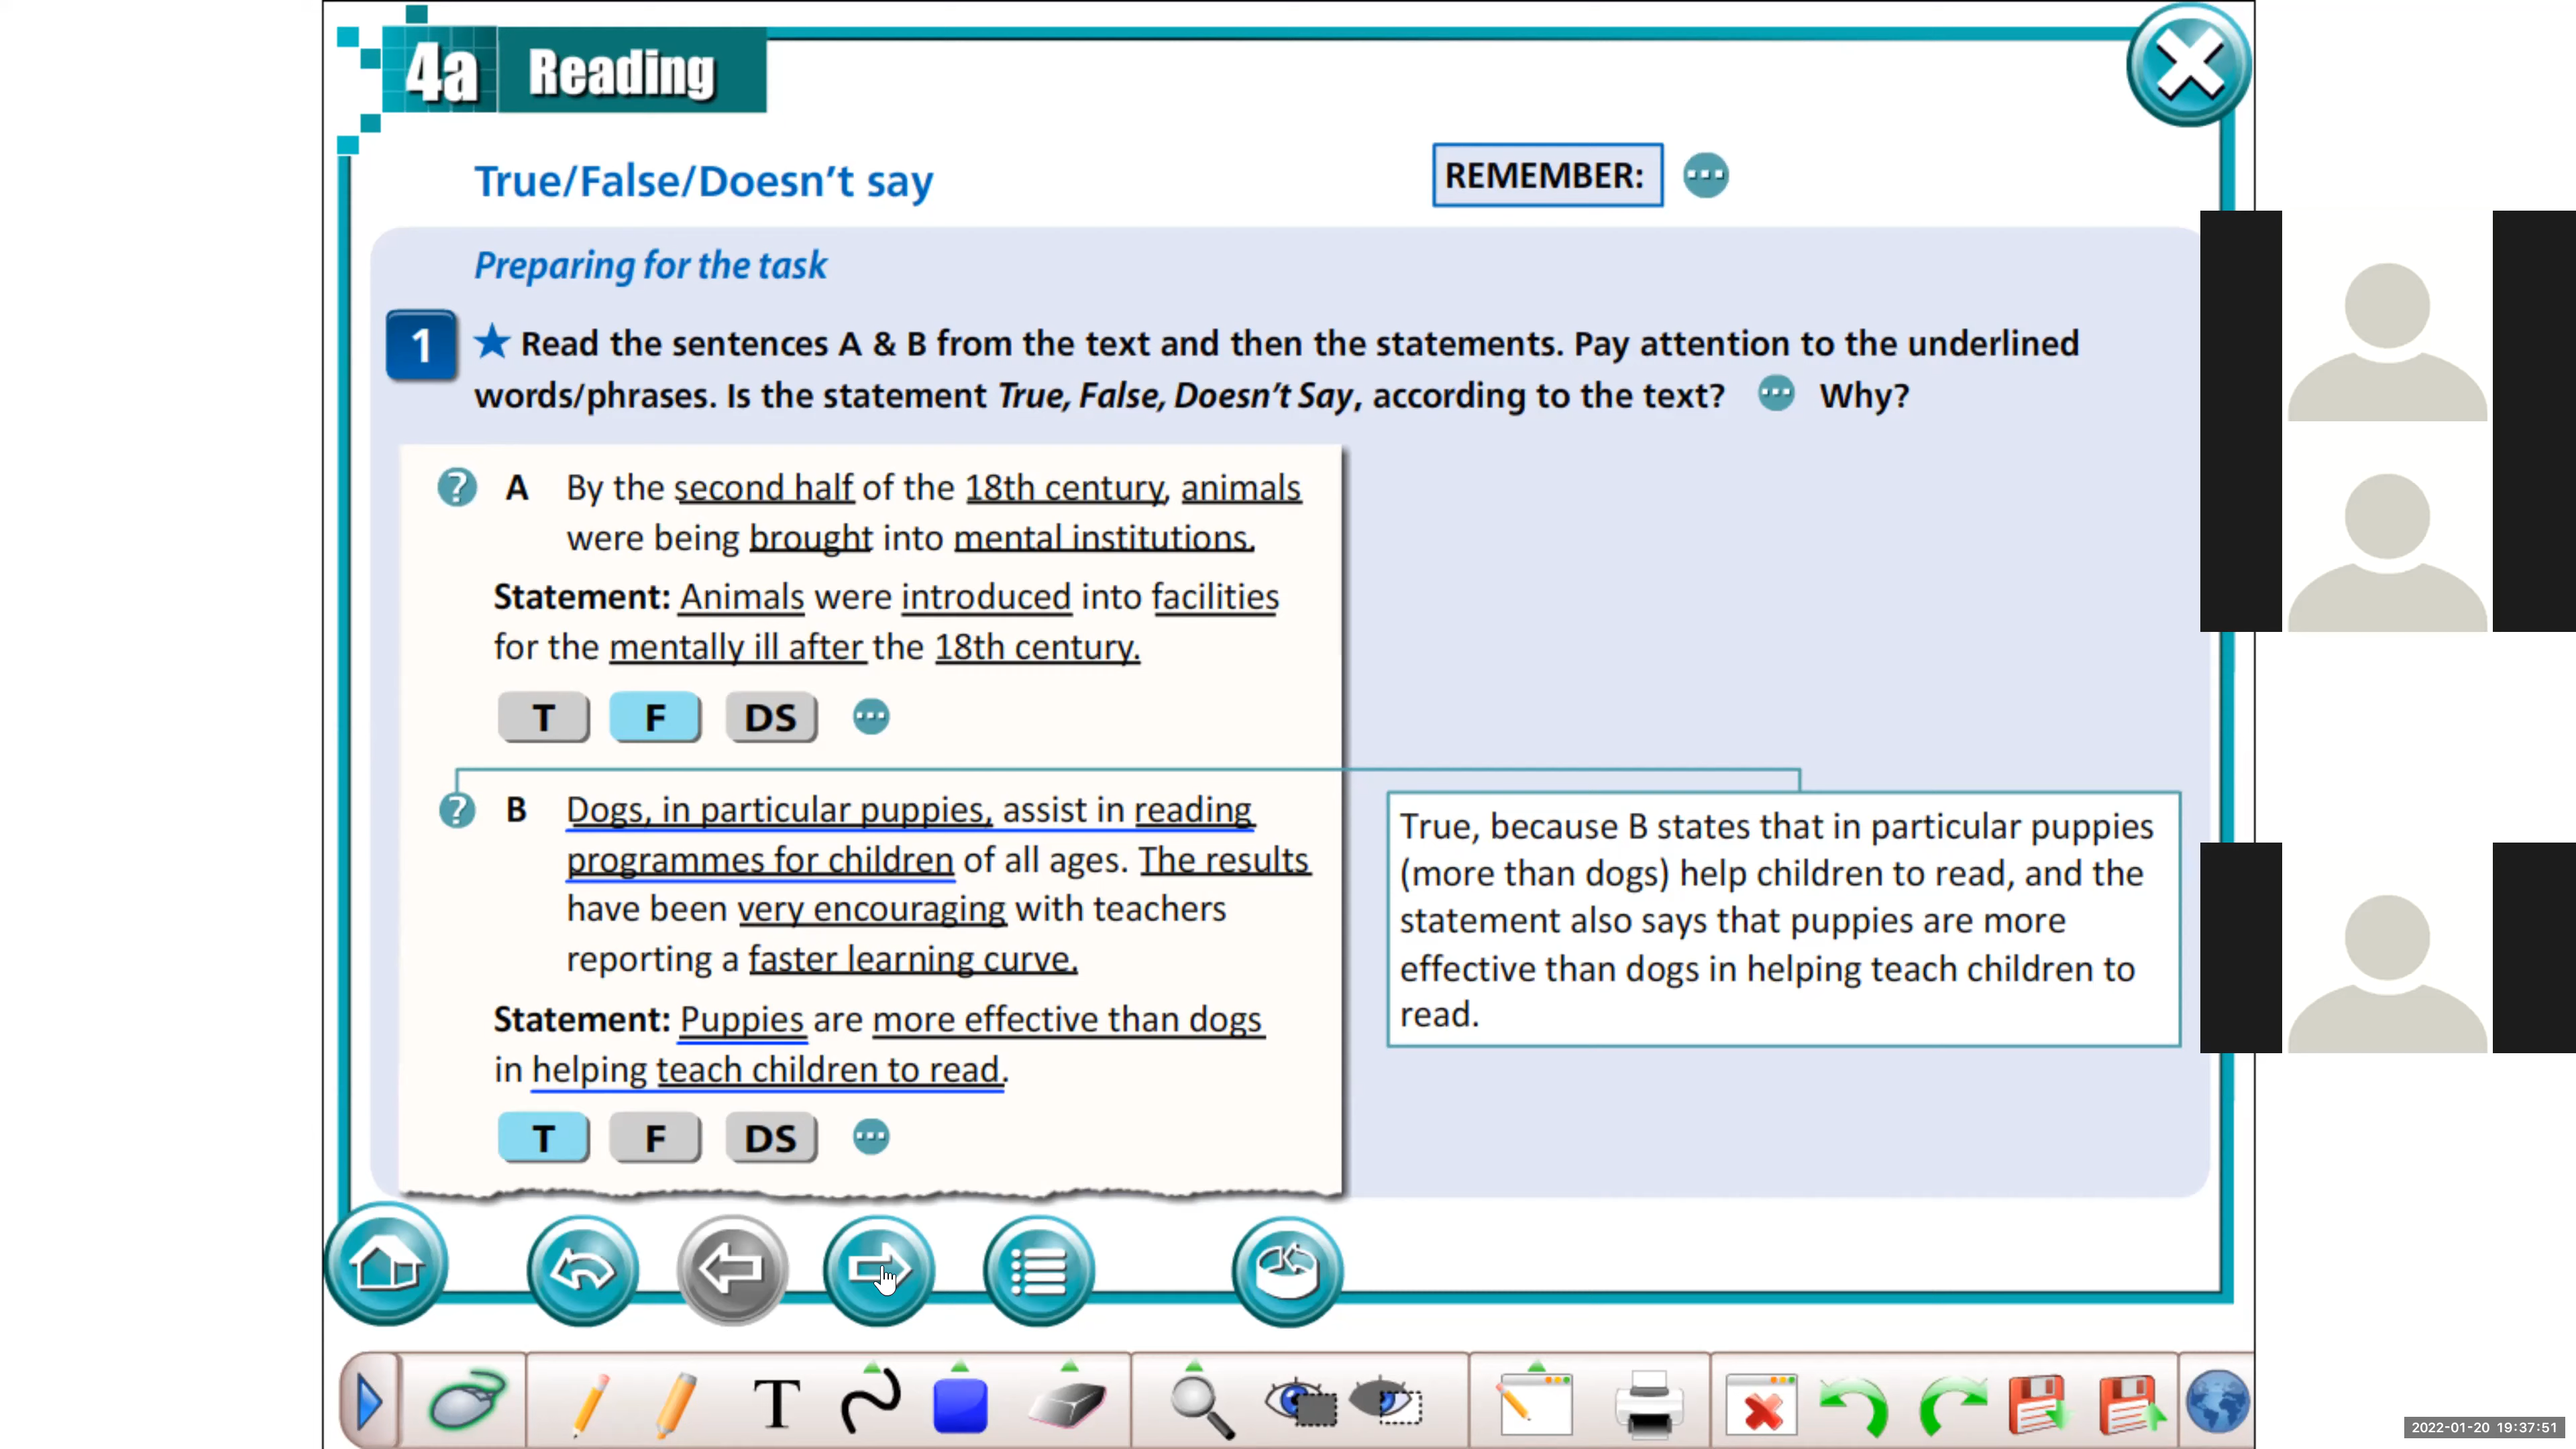 4a Reading
True/False/Doesn't say
REMEMBER:
Preparing for the task
1 ★ Read the sentences A & B from the text and then the statements. Pay attention to the underlined
words/phrases. Is the statement True, False, Doesn't Say, according to the text? Why?
? A By the second half of the 18th century, animals
were being brought into mental institutions.
Statement: Animals were introduced into facilities
for the mentally ill after the 18th century.
T F DS
? B Dogs, in particular puppies, assist in reading
programmes for children of all ages. The results
have been very encouraging with teachers
reporting a faster learning curve.
Statement: Puppies are more effective than dogs
in helping teach children to read.
T F DS
True, because B states that in particular puppies
(more than dogs) help children to read, and the
statement also says that puppies are more
effective than dogs in helping teach children to
read.
T
2022-01-20 19:37:51